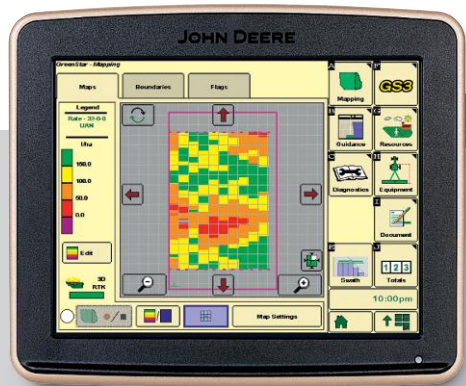 JOHN DEERE
GreenStar - Mapping
Maps
Boundaries
Flags
Legend
Rate - 32-0-0
UAN
l/ha
150.0
100.0
50.0
0.0
Edit
3D
RTK
Map Settings
A
Mapping
F
GS3
B
Guidance
G
Resources
C
Diagnostics
H
Equipment
I
Document
E
Swath
J
123
Totals
10:00pm